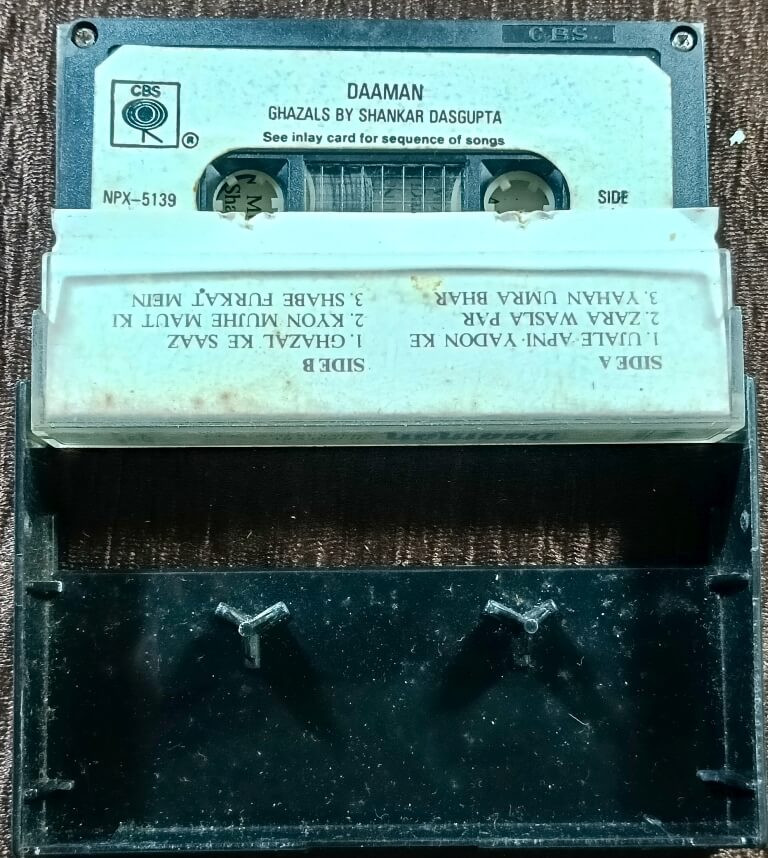 CBS
CBS
®
DAAMAN
GHAZALS BY SHANKAR DASGUPTA
See inlay card for sequence of songs
NPX-5139
SIDE
SIDE A
1. UJALE APNI YADON KE
2. ZARA WASLA PAR
3. YAHAN UMRA BHAR
SIDE B
1. GHAZAL KE SAAZ
2. KYON MUJHE MAUT KI
3. SHABE FURKAT MEIN
Daaman